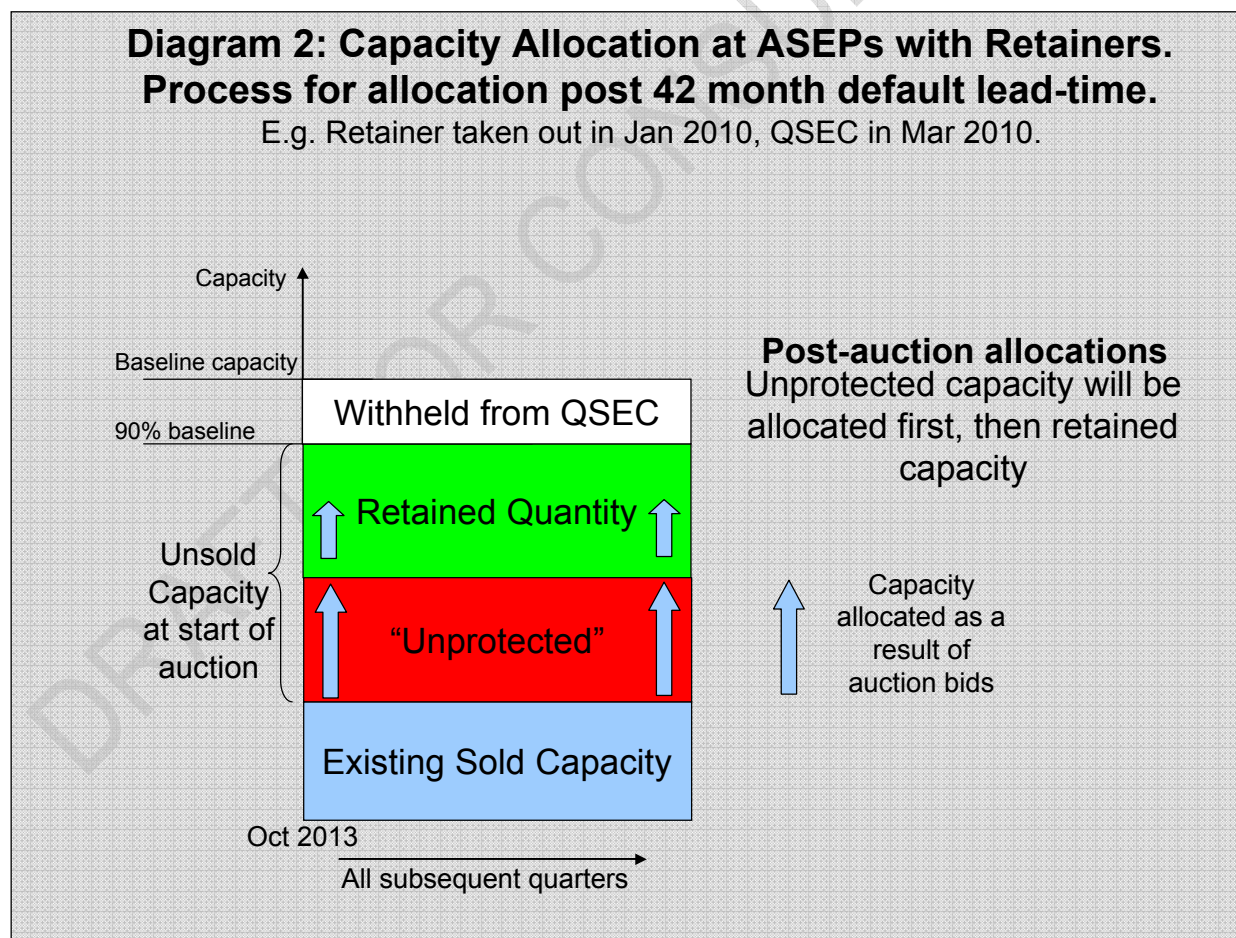 Diagram 2: Capacity Allocation at ASEPs with Retainers.
Process for allocation post 42 month default lead-time.
E.g. Retainer taken out in Jan 2010, QSEC in Mar 2010.
Capacity
Baseline capacity
90% baseline
Withheld from QSEC
Retained Quantity
"Unprotected"
Existing Sold Capacity
Unsold
Capacity
at start of
auction
Oct 2013
All subsequent quarters
Post-auction allocations
Unprotected capacity will be
allocated first, then retained
capacity
Capacity
allocated as a
result of
auction bids
DRAFT FOR CONSU